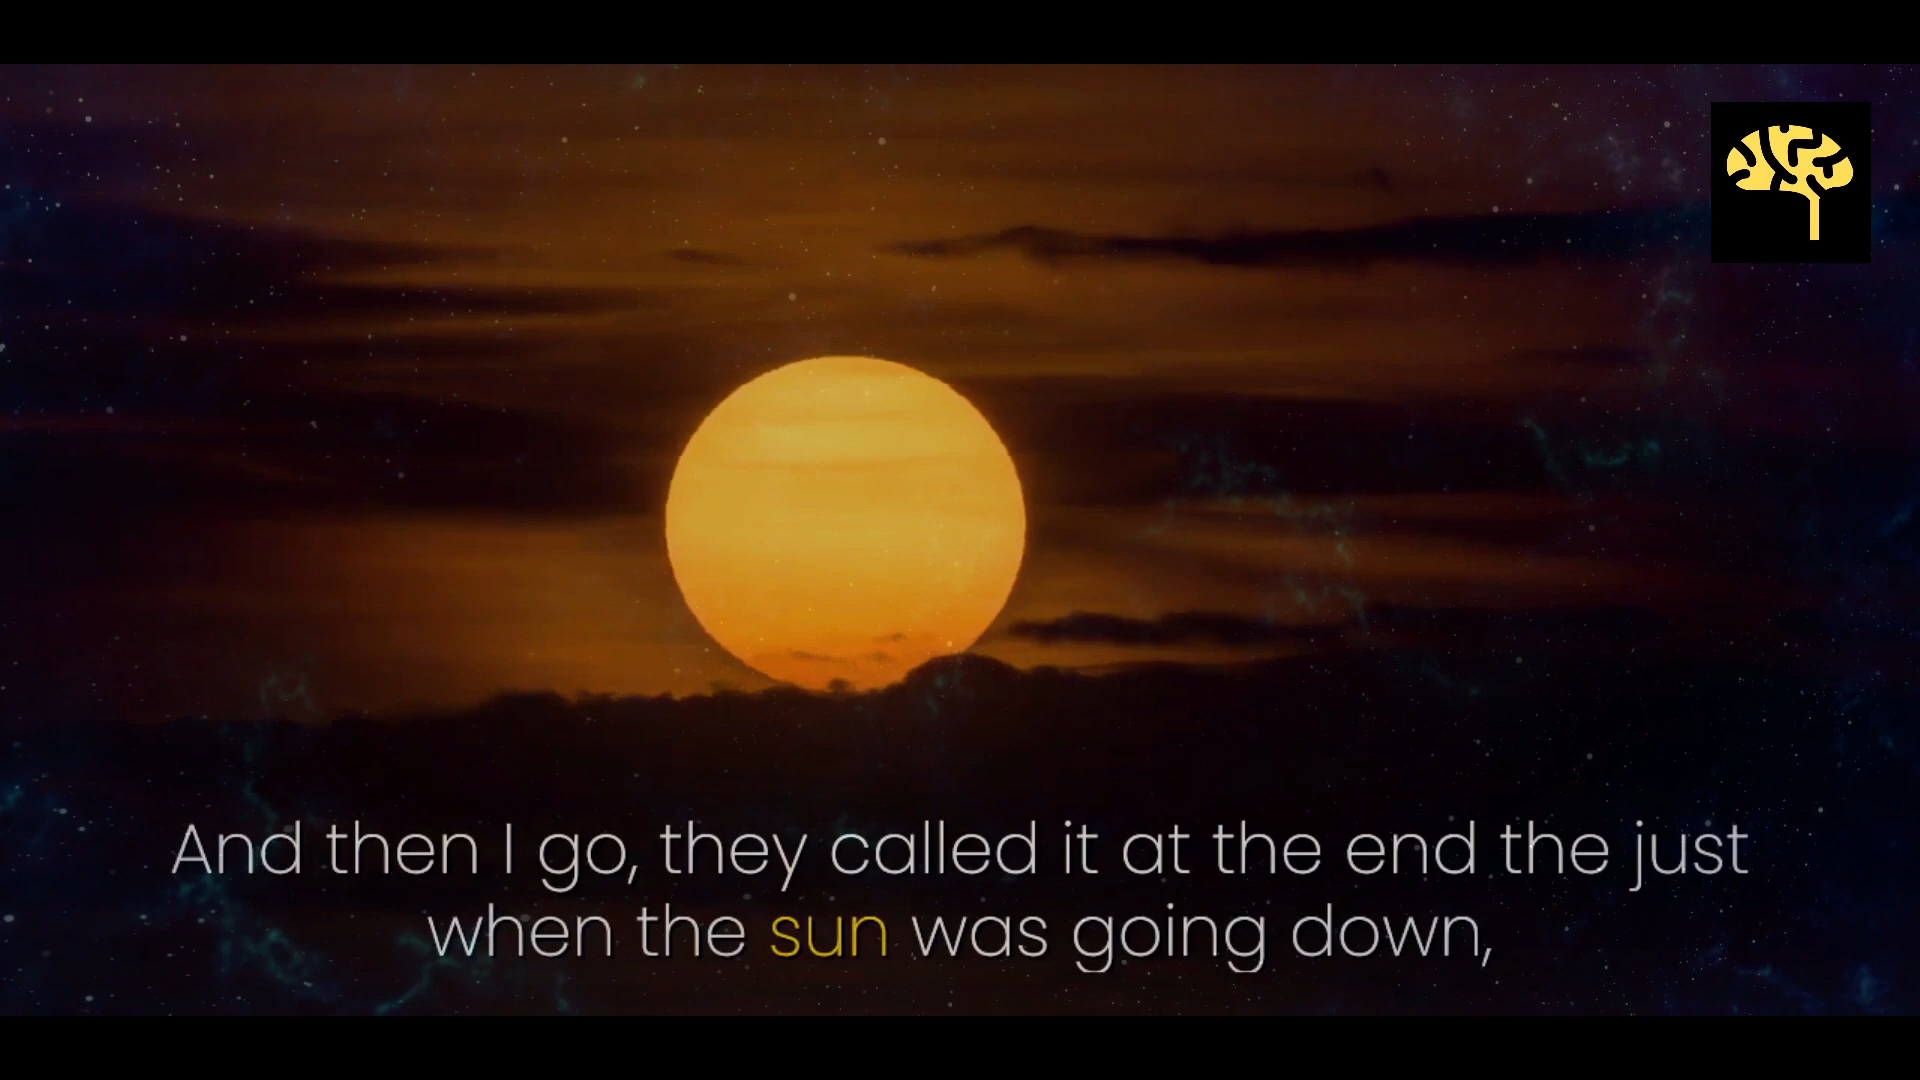 And then I go, they called it at the end the just
when the sun was going down,